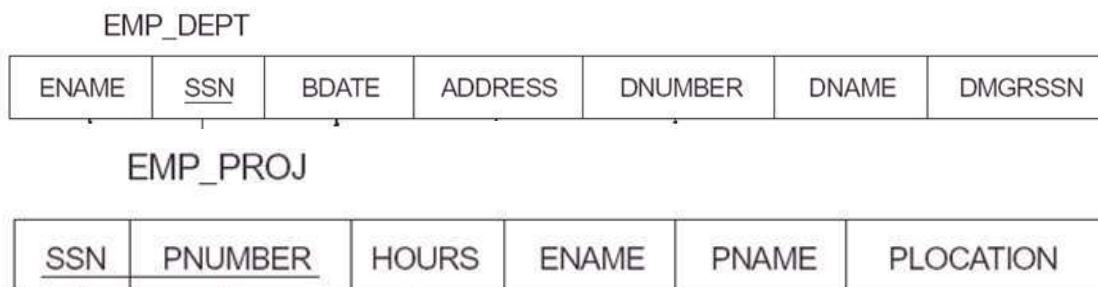 EMP_DEPT
ENAME SSN BDATE ADDRESS DNUMBER DNAME DMGRSSN
EMP_PROJ
SSN PNUMBER HOURS ENAME PNAME PLOCATION